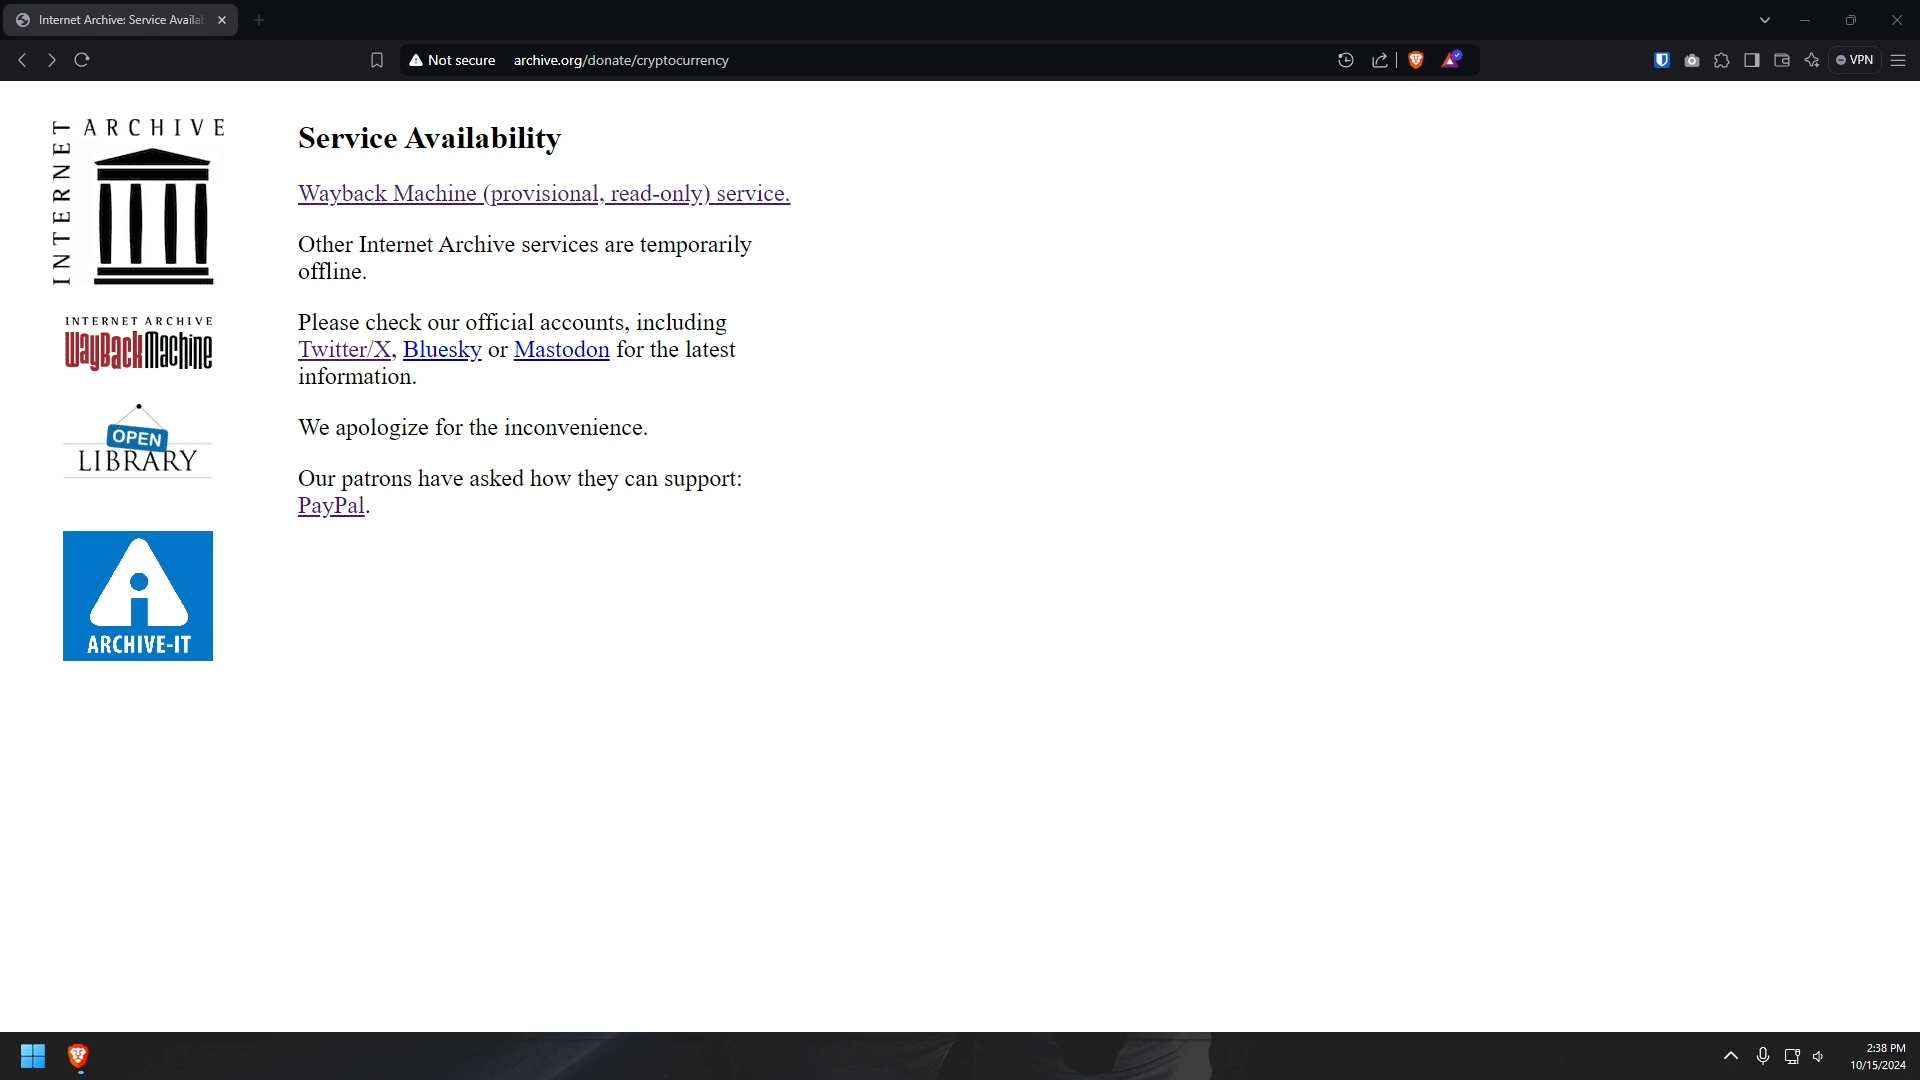 Internet Archive: Service Availa
Not secure archive.org/donate/cryptocurrency
VPN
INTERNET ARCHIVE
Service Availability
Wayback Machine (provisional, read-only) service.
Other Internet Archive services are temporarily
offline.
INTERNET ARCHIVE
WayBackMachine
Please check our official accounts, including
Twitter/X, Bluesky or Mastodon for the latest
information.
OPEN
LIBRARY
We apologize for the inconvenience.
Our patrons have asked how they can support:
PayPal.
ARCHIVE-IT
2:38 PM
10/15/2024